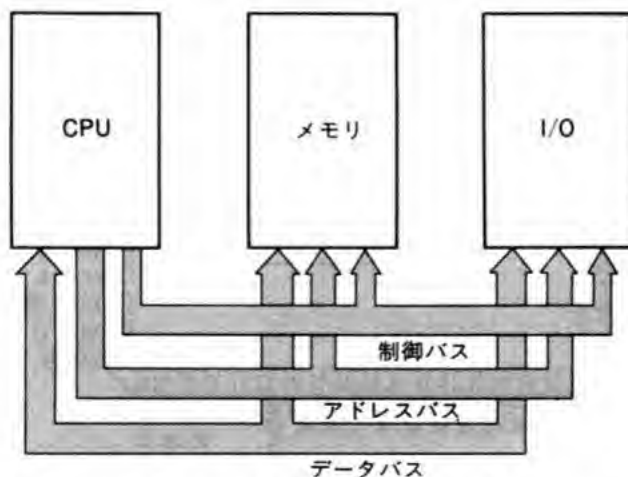 CPU
メモリ
I/O
制御バス
アドレスバス
データバス